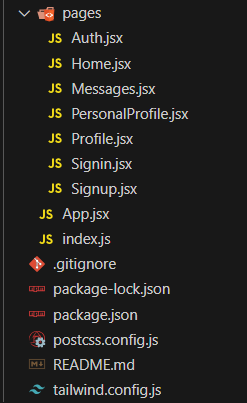 pages
JS Auth.jsx
JS Home.jsx
JS Messages.jsx
JS PersonalProfile.jsx
JS Profile.jsx
JS Signin.jsx
JS Signup.jsx
JS App.jsx
JS index.js
.gitignore
npm package-lock.json
npm package.json
postcss.config.js
M README.md
tailwind.config.js